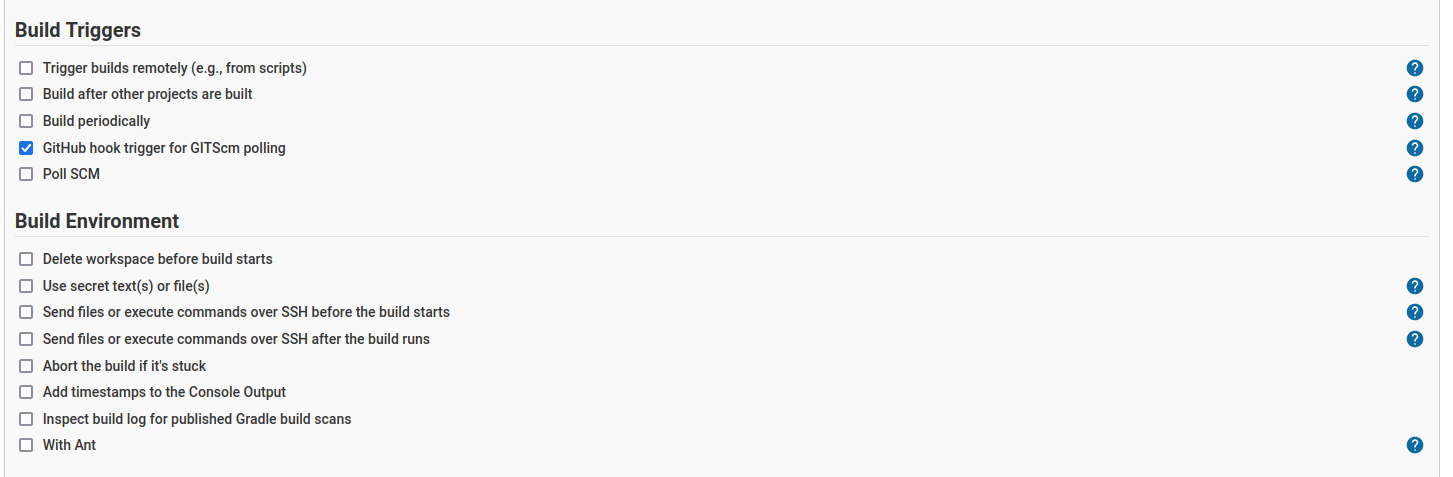 Build Triggers
Trigger builds remotely (e.g., from scripts) ?
Build after other projects are built ?
Build periodically ?
GitHub hook trigger for GITScm polling ?
Poll SCM ?
Build Environment
Delete workspace before build starts
Use secret text(s) or file(s) ?
Send files or execute commands over SSH before the build starts ?
Send files or execute commands over SSH after the build runs ?
Abort the build if it's stuck
Add timestamps to the Console Output
Inspect build log for published Gradle build scans
With Ant ?